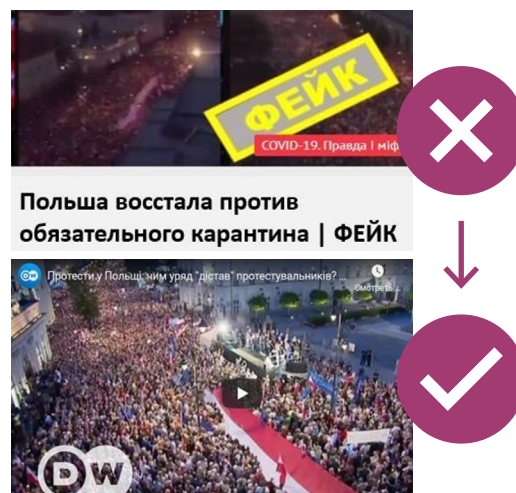 ФЕЙК
COVID-19. Правда і міф
Польша восстала против
обязательного карантина | ФЕЙК
DW Протести у Польщі: чим уряд "дістав" протестувальників? ...
Смотреть ...
DW